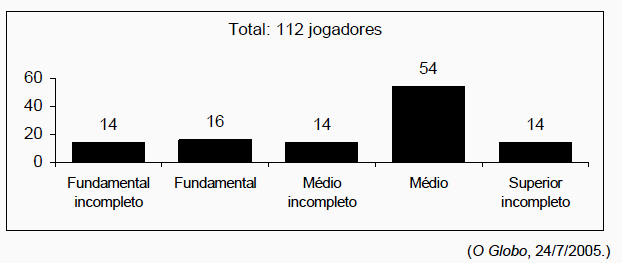 Total: 112 jogadores
60
40
20
0
14
16
14
54
14
Fundamental
incompleto
Fundamental
Médio
incompleto
Médio
Superior
incompleto
(O Globo, 24/7/2005.)